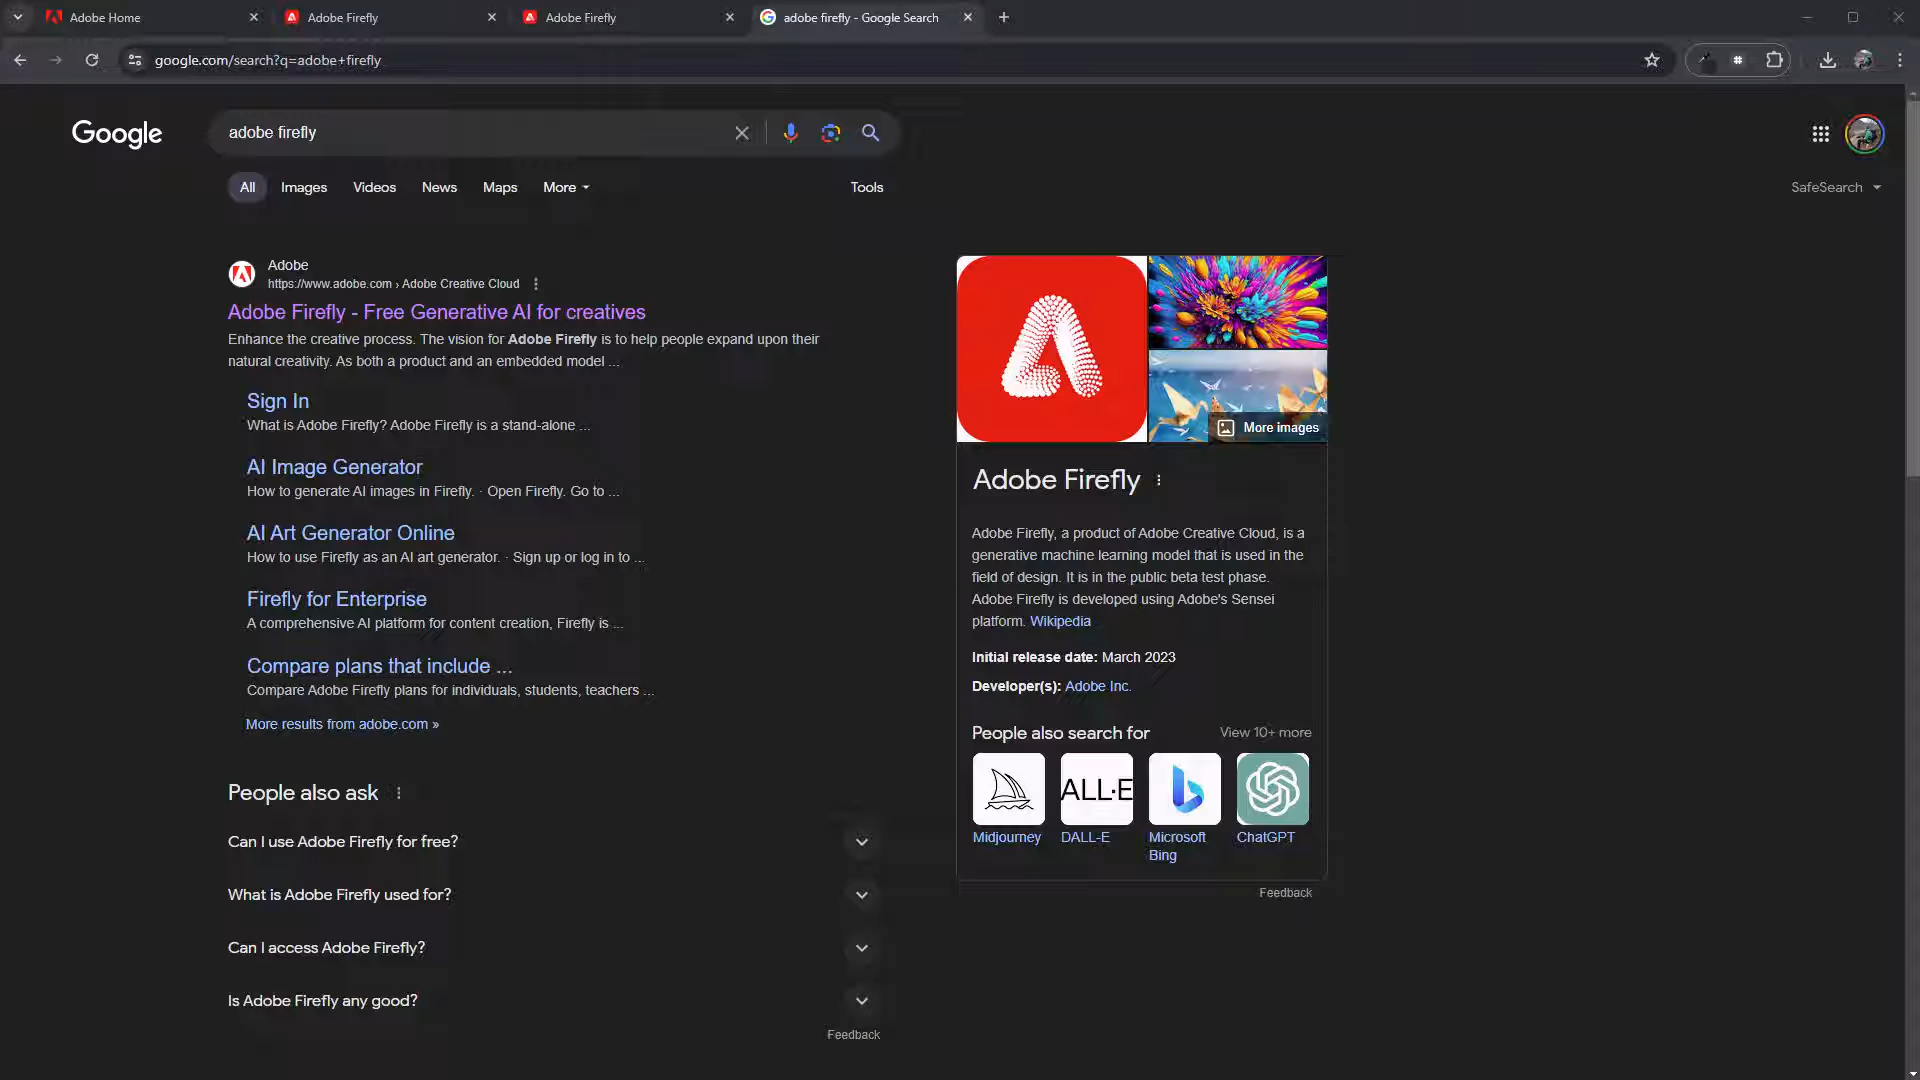 Adobe Home
Adobe Firefly
Adobe Firefly
adobe firefly - Google Search
google.com/search?q=adobe+firefly
Google
adobe firefly
All
Images
Videos
News
Maps
More
Tools
SafeSearch
Adobe
https://www.adobe.com › Adobe Creative Cloud
Adobe Firefly - Free Generative AI for creatives
Enhance the creative process. The vision for Adobe Firefly is to help people expand upon their
natural creativity. As both a product and an embedded model ...
Sign In
What is Adobe Firefly? Adobe Firefly is a stand-alone ...
AI Image Generator
How to generate AI images in Firefly. · Open Firefly. Go to ...
AI Art Generator Online
How to use Firefly as an AI art generator. · Sign up or log in to ...
Firefly for Enterprise
A comprehensive AI platform for content creation, Firefly is ...
Compare plans that include ...
Compare Adobe Firefly plans for individuals, students, teachers ...
More results from adobe.com »
People also ask
Can I use Adobe Firefly for free?
What is Adobe Firefly used for?
Can I access Adobe Firefly?
Is Adobe Firefly any good?
Feedback
More images
Adobe Firefly
Adobe Firefly, a product of Adobe Creative Cloud, is a
generative machine learning model that is used in the
field of design. It is in the public beta test phase.
Adobe Firefly is developed using Adobe's Sensei
platform. Wikipedia
Initial release date: March 2023
Developer(s): Adobe Inc.
People also search for
View 10+ more
ALL·E
Midjourney
DALL-E
Microsoft
Bing
ChatGPT
Feedback